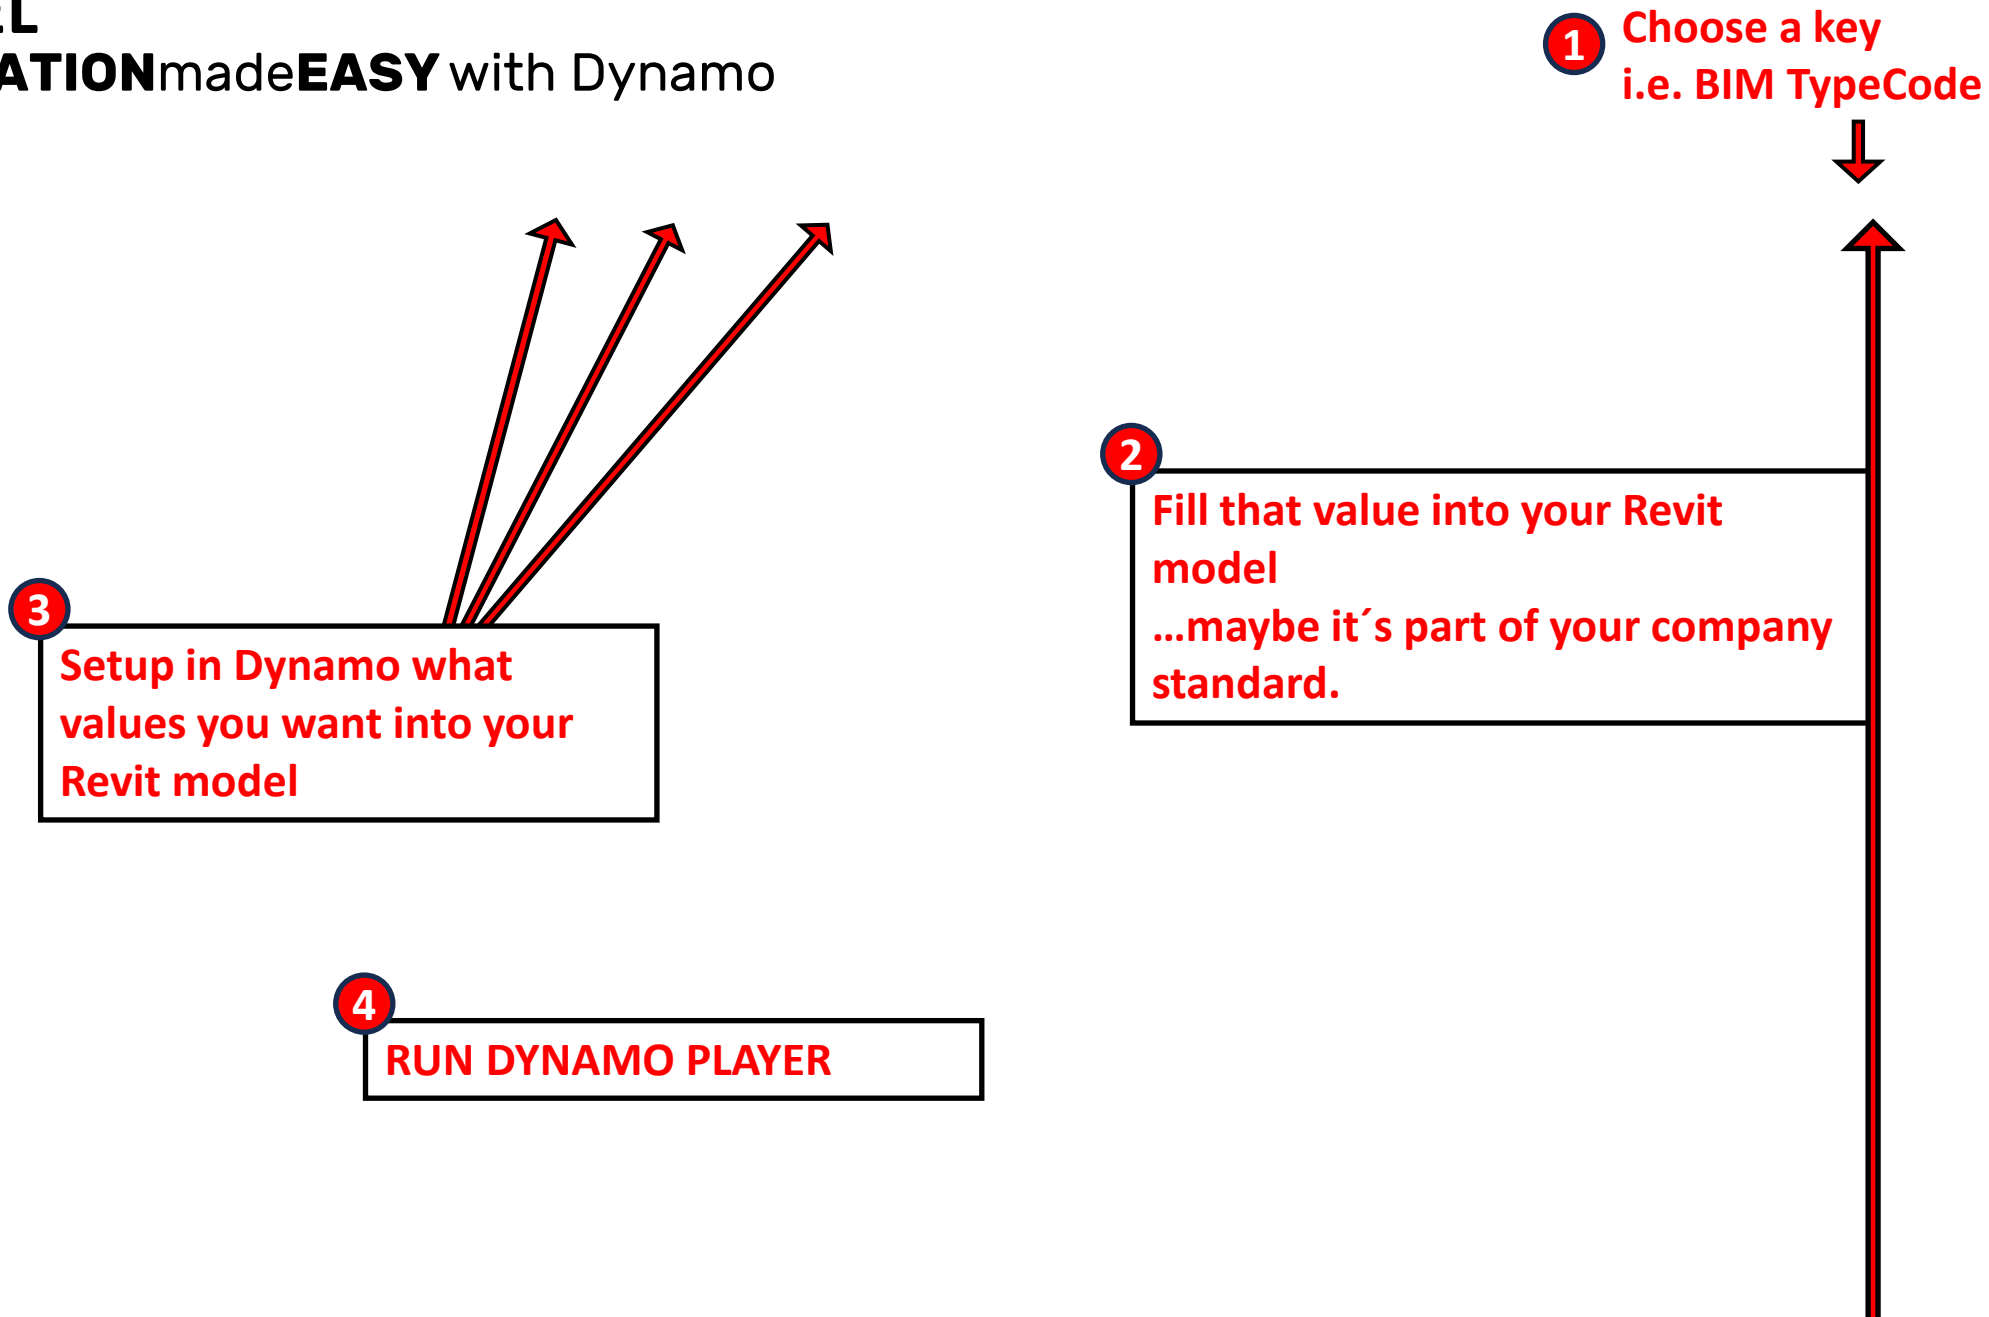 EL
ATIONmadeEASY with Dynamo
1
Choose a key
i.e. BIM TypeCode
2
Fill that value into your Revit
model
…maybe it´s part of your company
standard.
3
Setup in Dynamo what
values you want into your
Revit model
4
RUN DYNAMO PLAYER